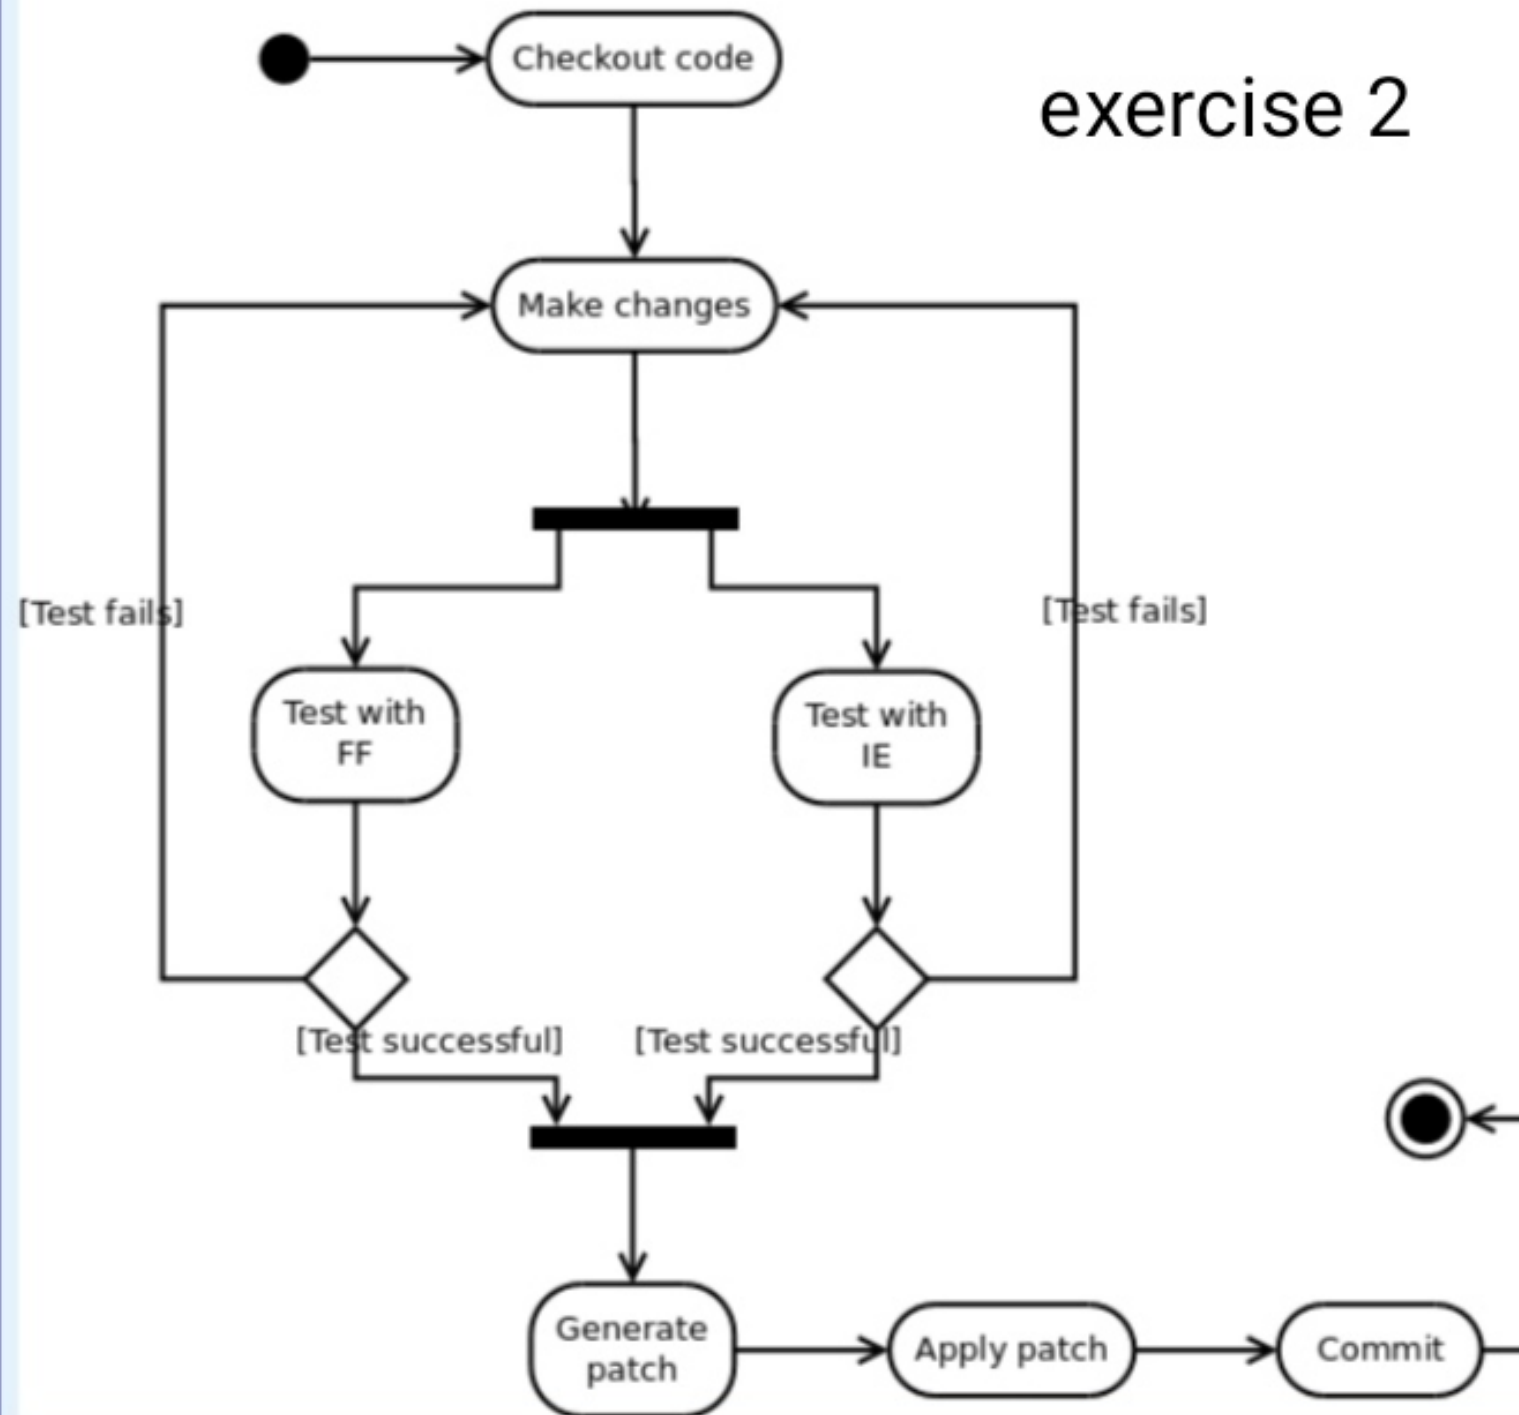 Checkout code
exercise 2
Make changes
[Test fails]
[Test fails]
Test with
FF
Test with
IE
[Test successful]
[Test successful]
Generate
patch
Apply patch
Commit